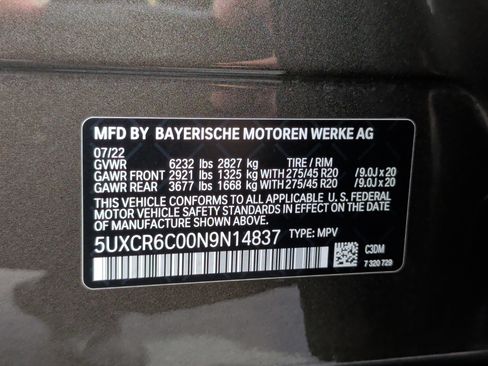 MFD BY BAYERISCHE MOTOREN WERKE AG
07/22
GVWR 6232 lbs 2827 kg TIRE / RIM
GAWR FRONT 2921 lbs 1325 kg WITH 275/45 R20 /9.0J x 20
GAWR REAR 3677 lbs 1668 kg WITH 275/45 R20 /9.0J x 20
THIS VEHICLE CONFORMS TO ALL APPLICABLE U. S. FEDERAL
MOTOR VEHICLE SAFETY STANDARDS IN EFFECT ON
THE DATE OF MANUFACTURE SHOWN ABOVE.
5UXCR6C00N9N14837 TYPE: MPV
C3DM
7 320 729